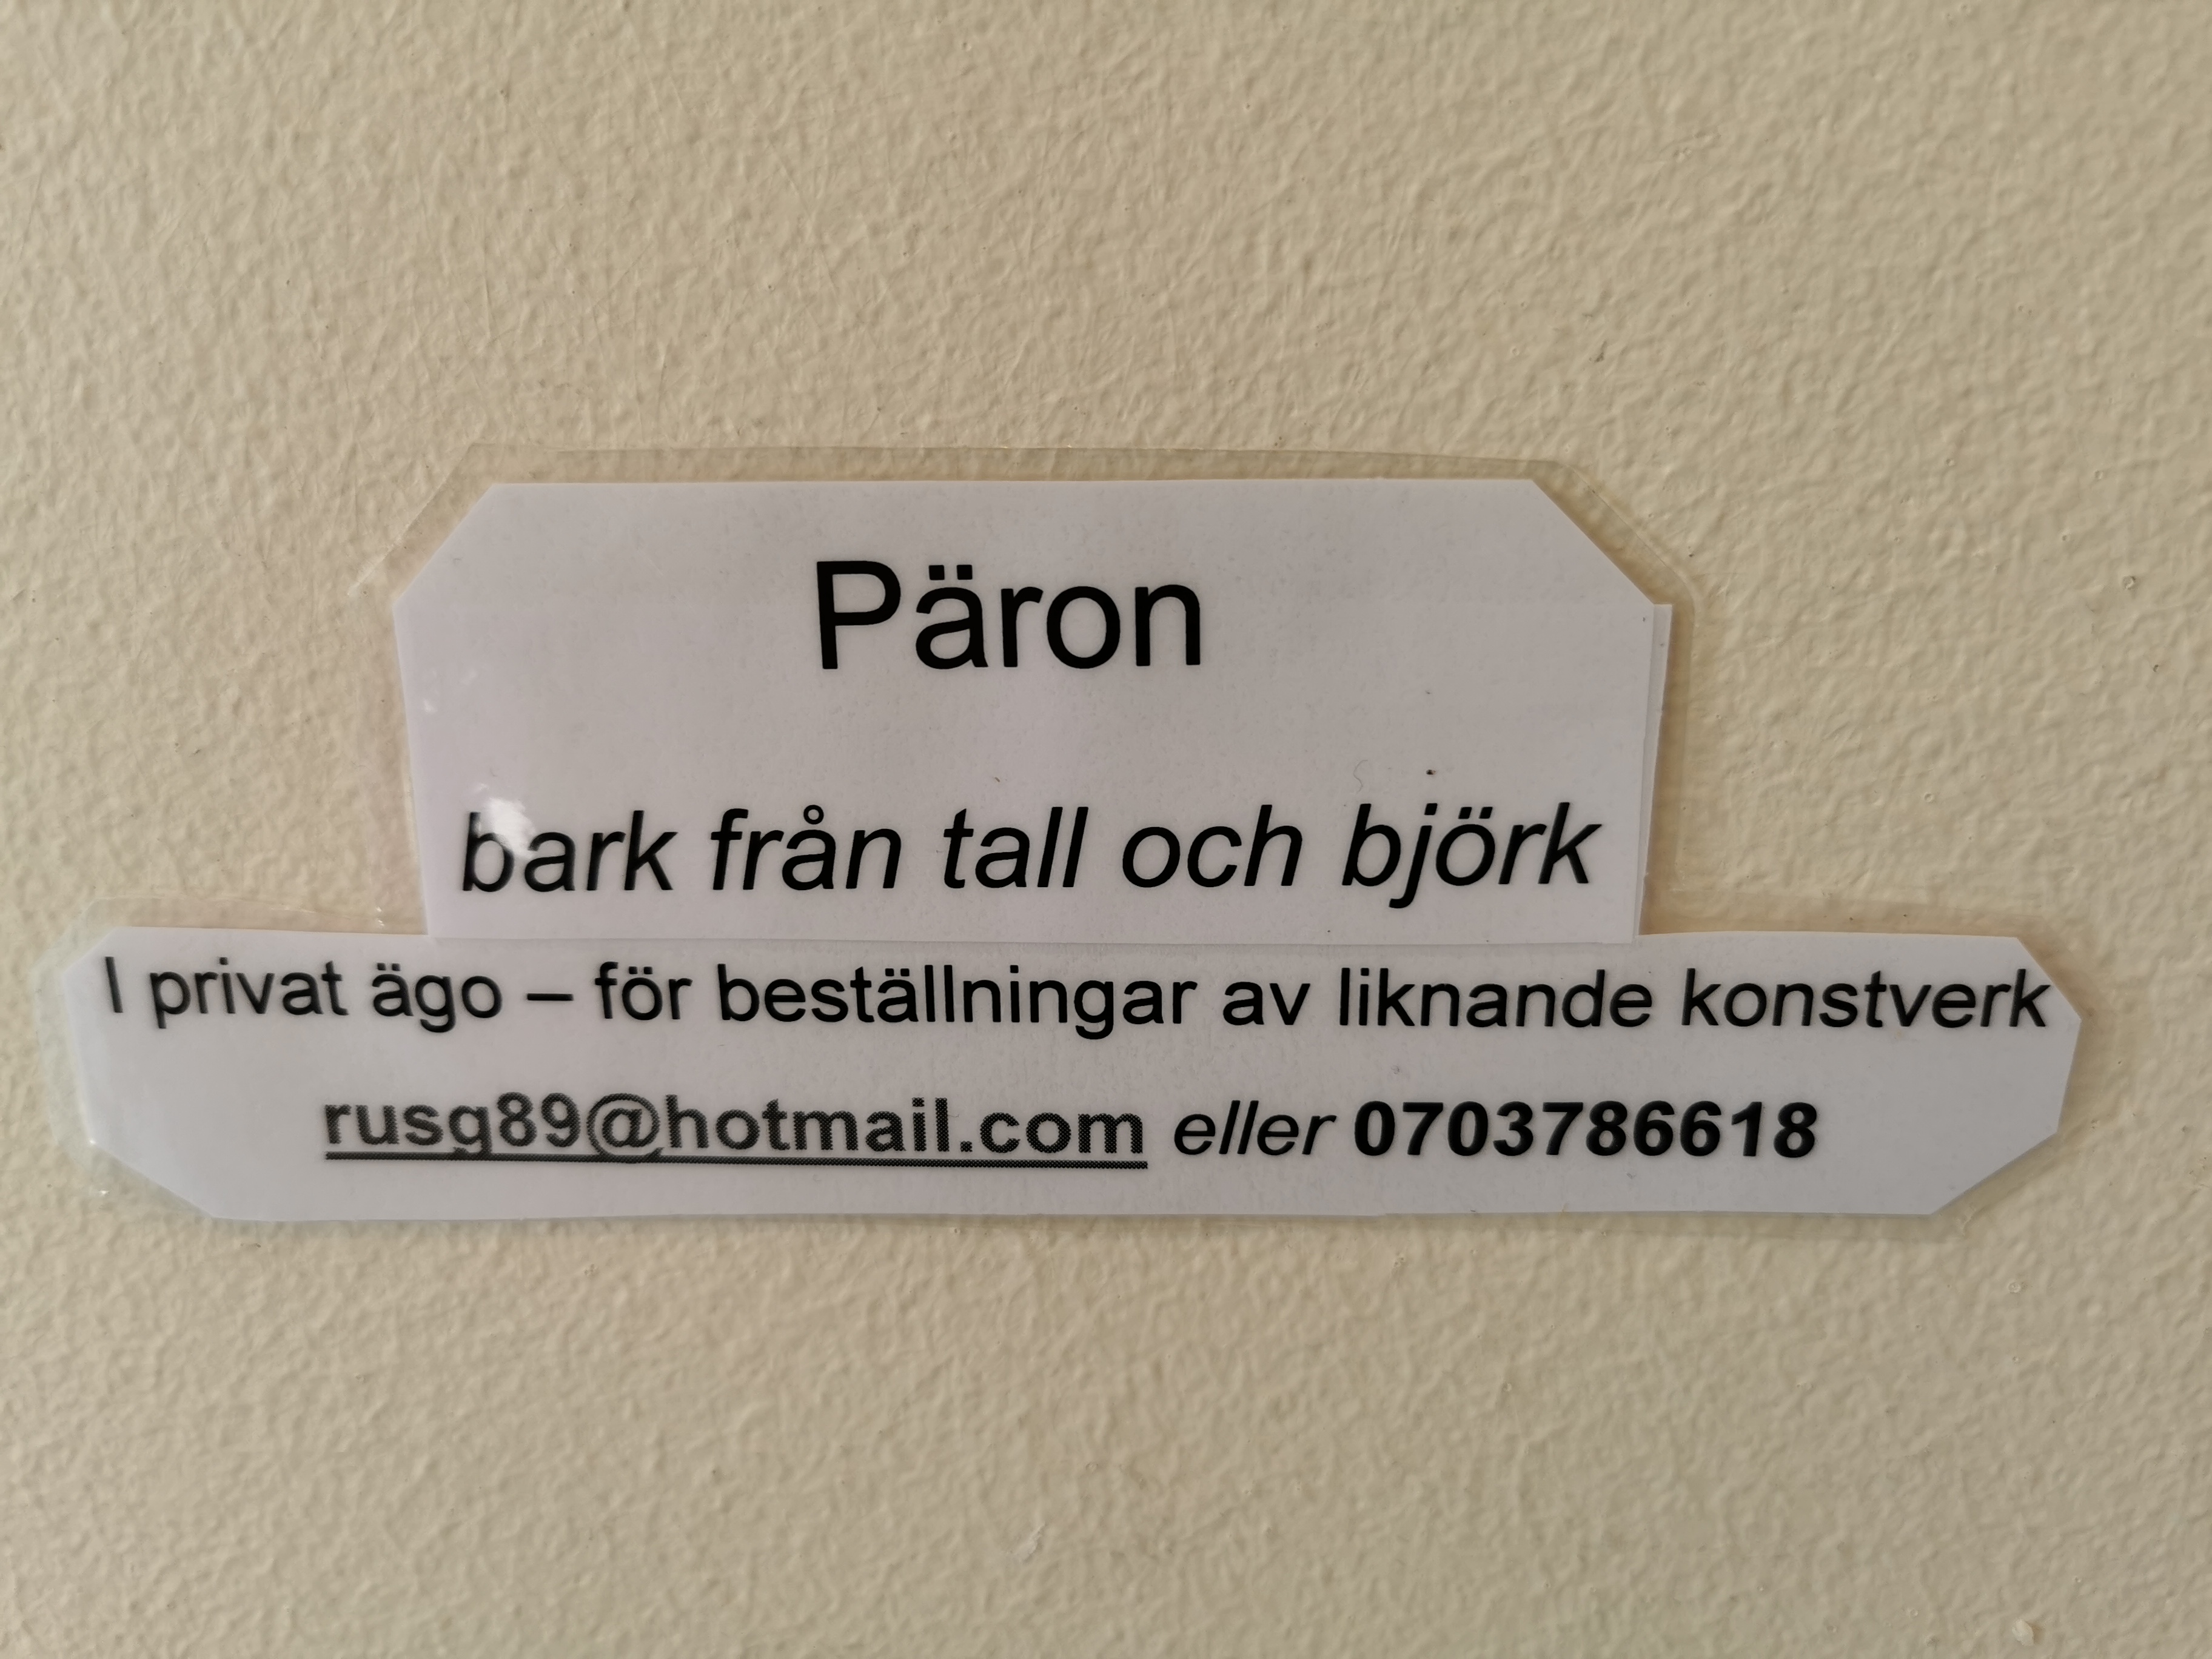 Päron
bark från tall och björk
I privat ägo – för beställningar av liknande konstverk
rusg89@hotmail.com eller 0703786618